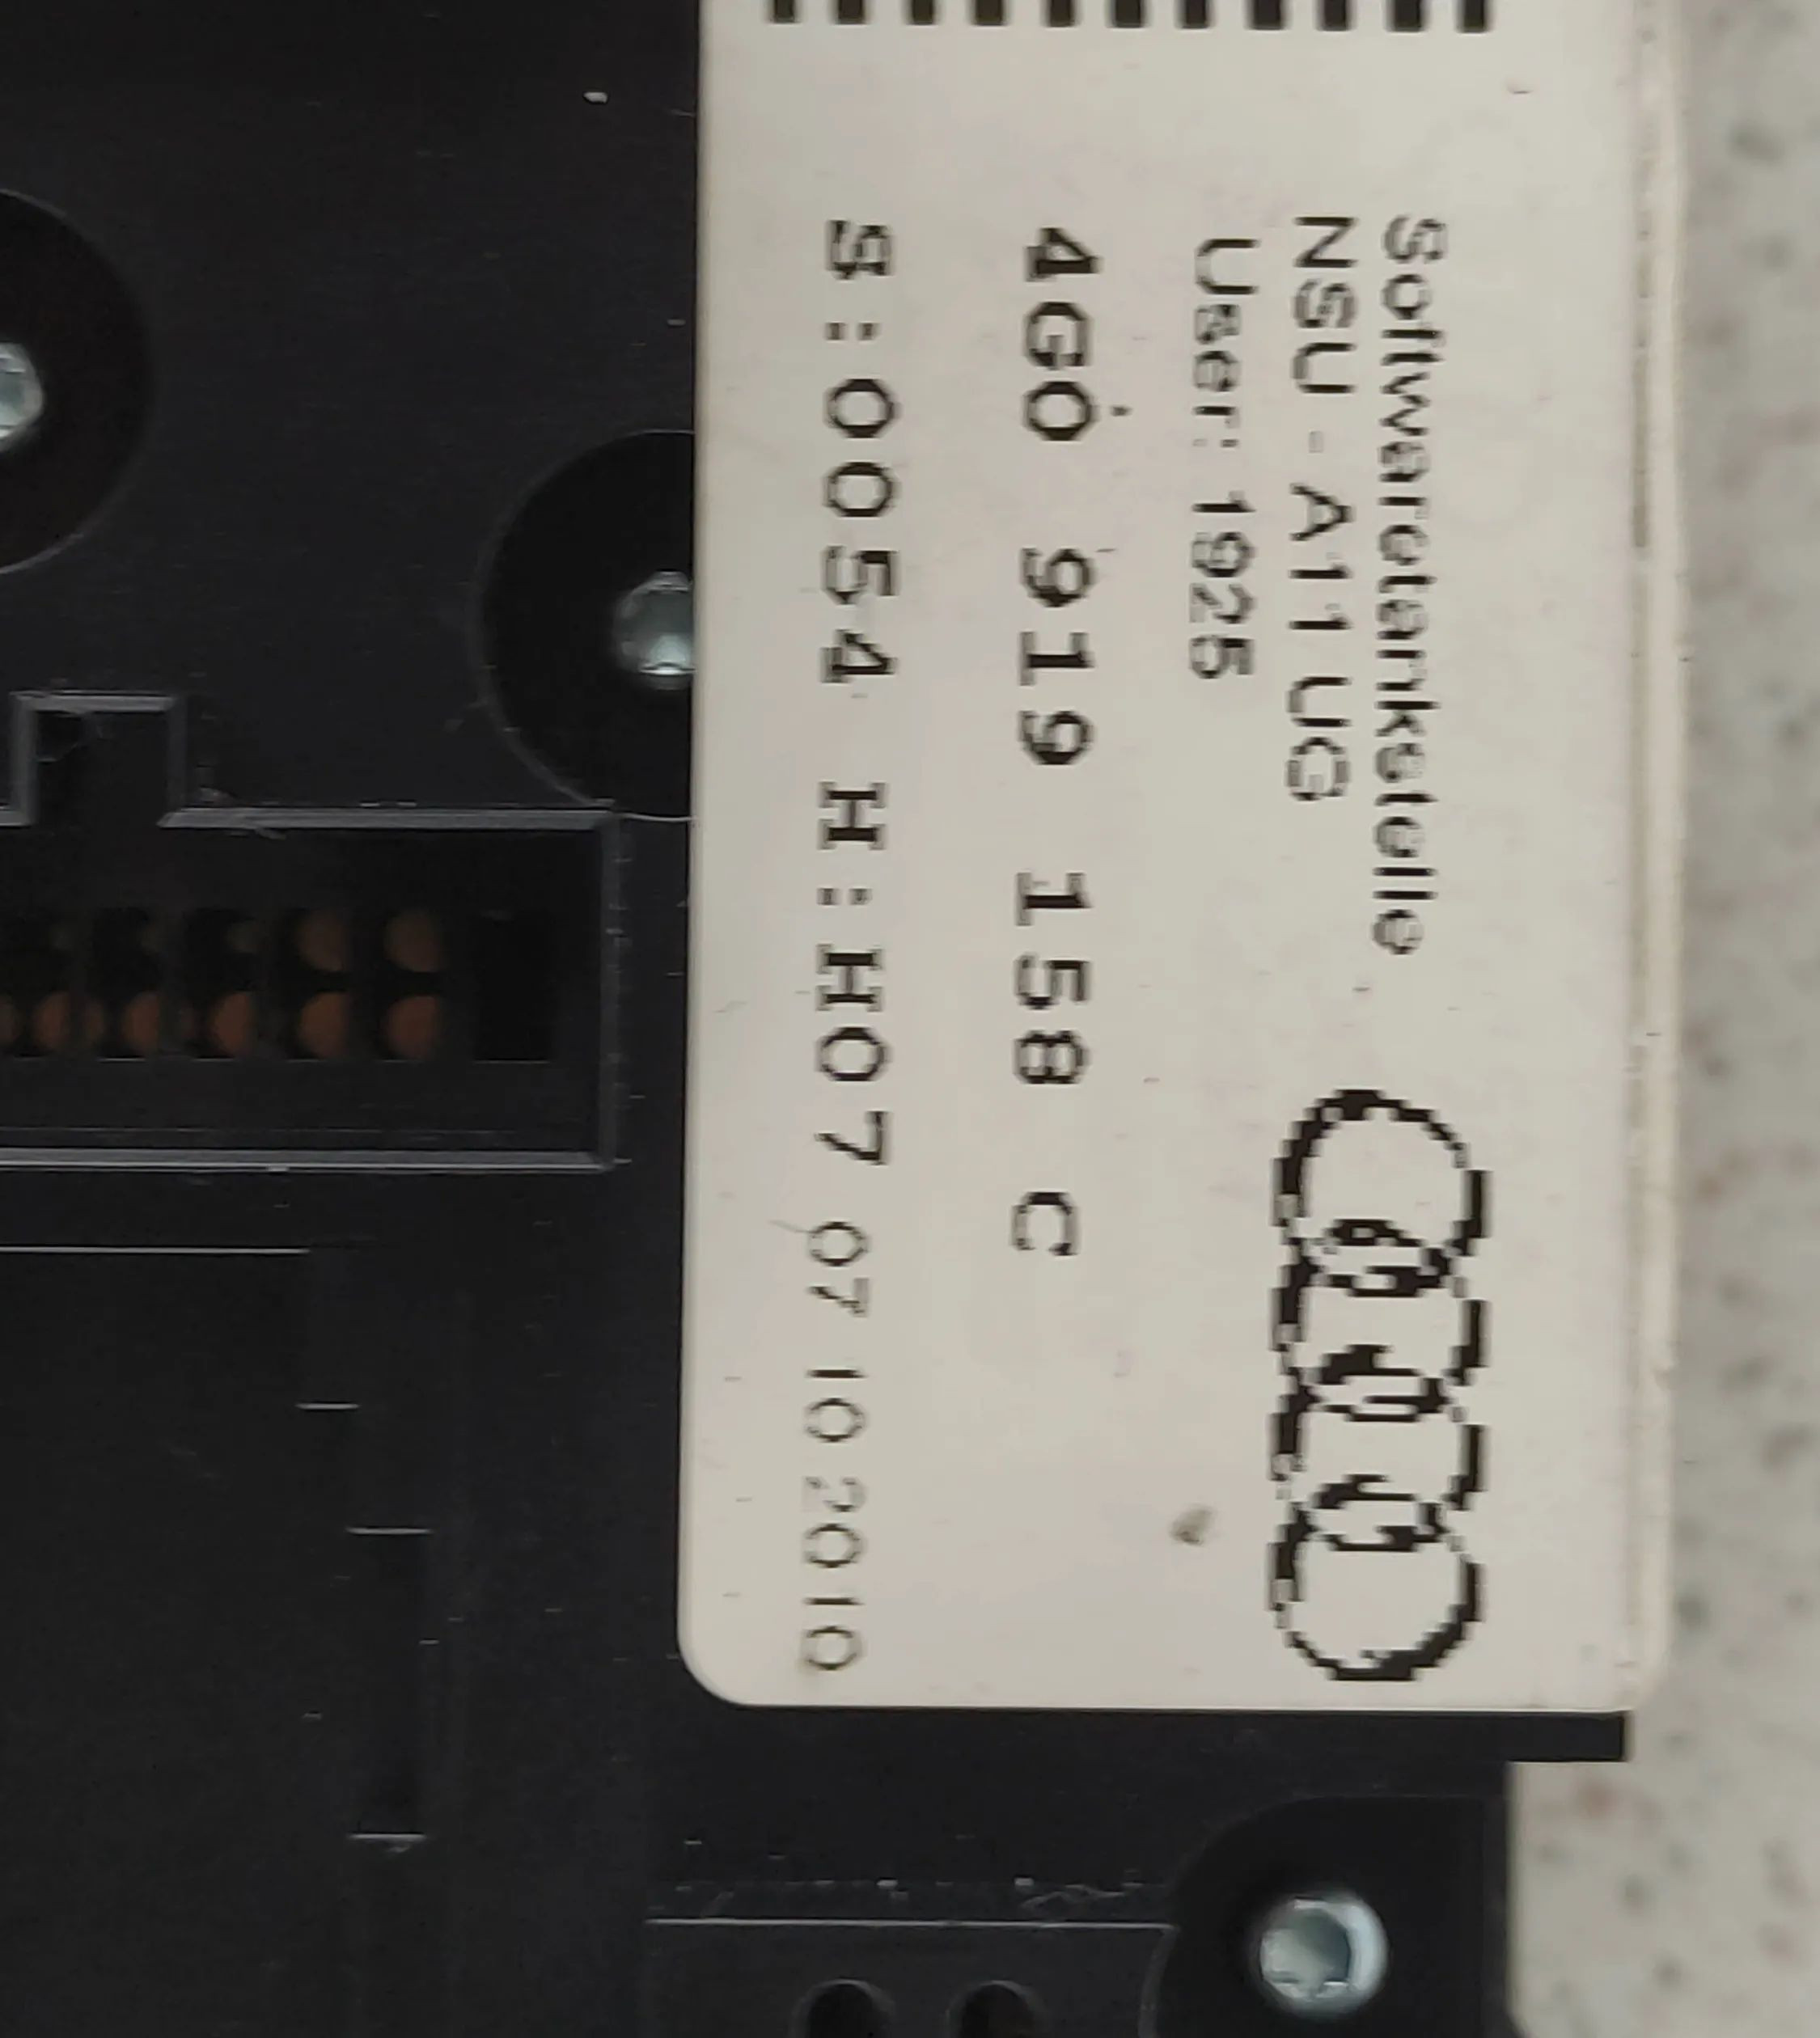 Softwaretankstelle
NSU - A11 UG
User: 1925
4G0 919 158 C
S:0054 H:H07 07 10 2010